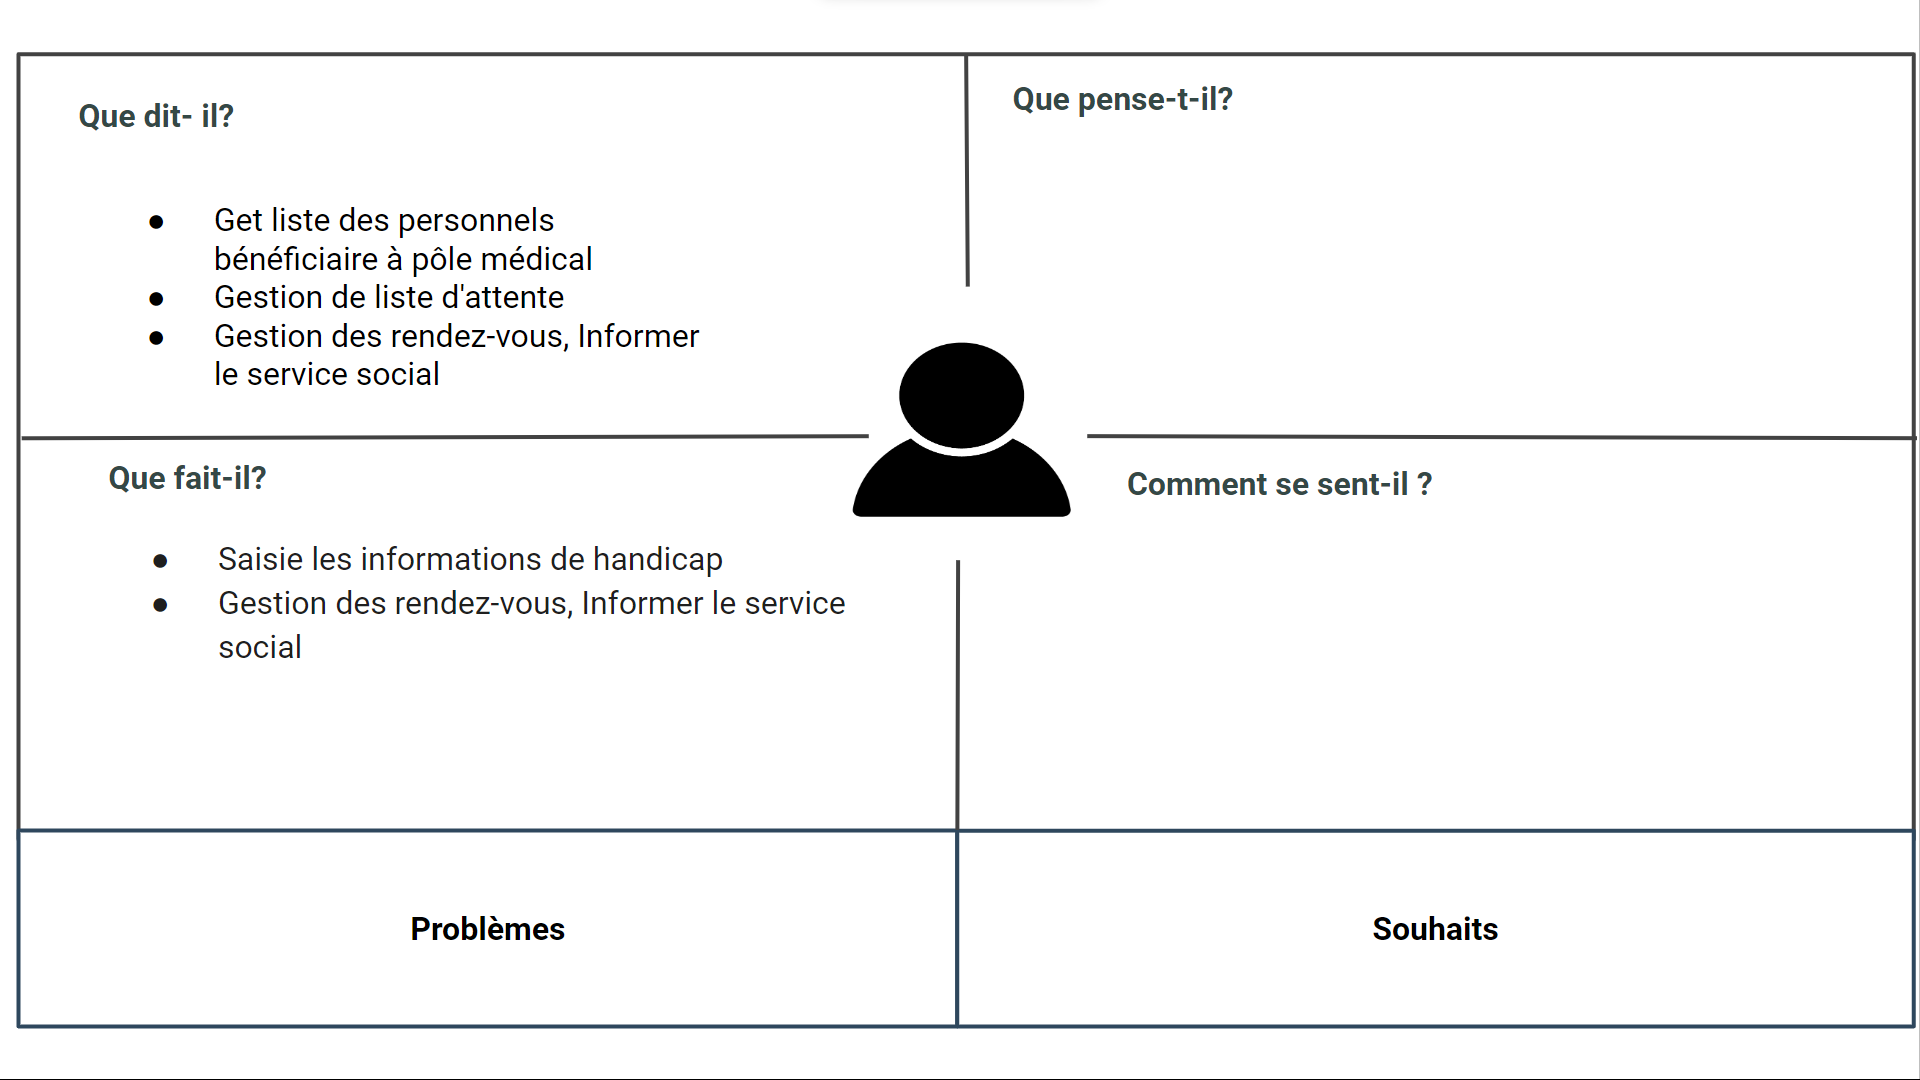 Que dit- il?
● Get liste des personnels
bénéficiaire à pôle médical
● Gestion de liste d'attente
● Gestion des rendez-vous, Informer
le service social
Que pense-t-il?
Que fait-il?
● Saisie les informations de handicap
● Gestion des rendez-vous, Informer le service
social
Comment se sent-il ?
Problèmes
Souhaits